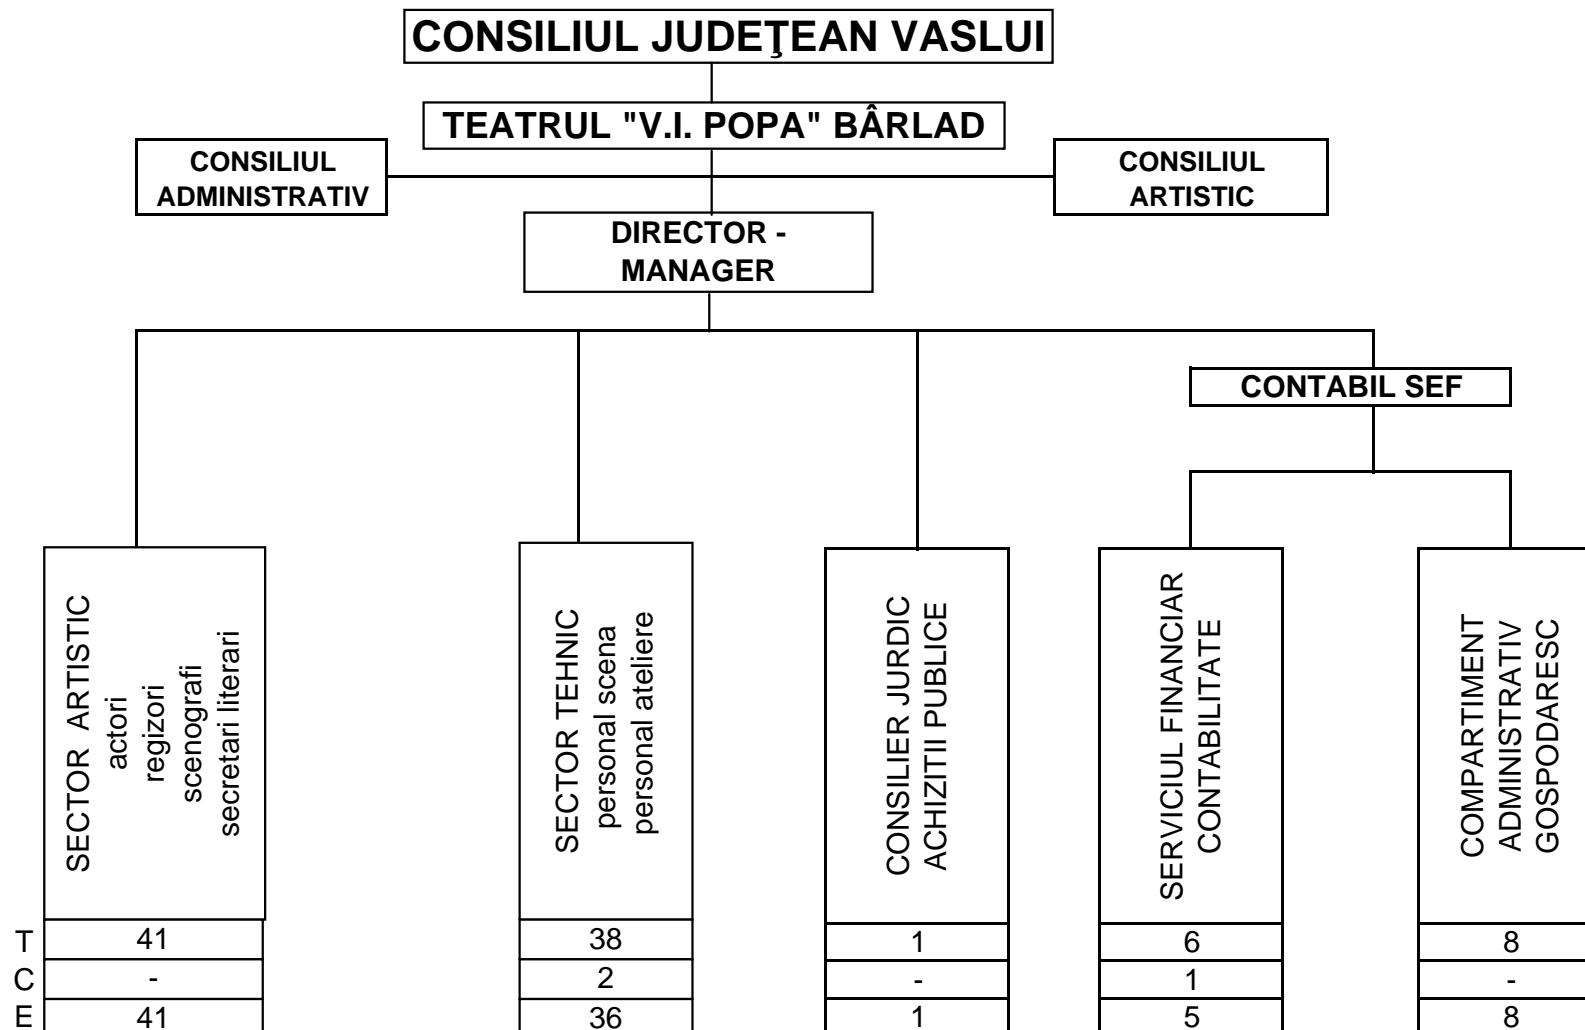 CONSILIUL JUDEŢEAN VASLUI
TEATRUL "V.I. POPA" BÂRLAD
CONSILIUL
ADMINISTRATIV
CONSILIUL
ARTISTIC
DIRECTOR -
MANAGER
CONTABIL SEF
SECTOR ARTISTIC
actori
regizori
scenografi
secretari literari
SECTOR TEHNIC
personal scena
personal ateliere
CONSILIER JURDIC
ACHIZITII PUBLICE
SERVICIUL FINANCIAR
CONTABILITATE
COMPARTIMENT
ADMINISTRATIV
GOSPODARESC
T 41 38 1 6 8
C - 2 - 1 -
E 41 36 1 5 8